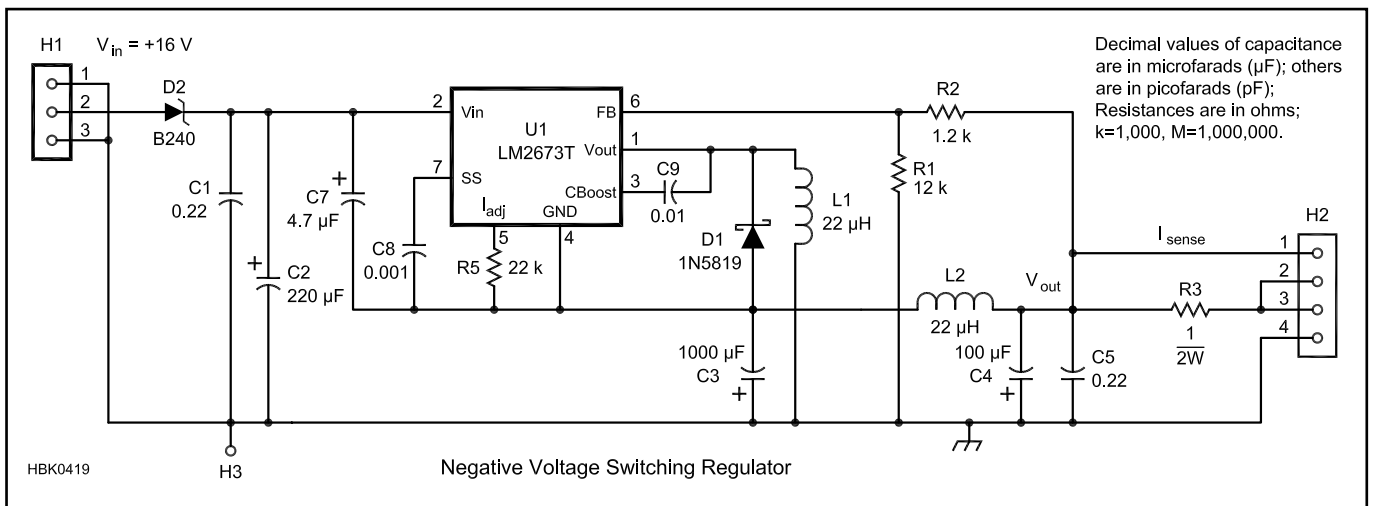 H1
V in = +16 V
1
2
3
D2
B240
C1
0.22
C2
220 µF
C7
4.7 µF
C8
0.001
2
Vin
7
SS
U1
LM2673T
FB
6
Vout
1
CBoost
3
I adj
GND
5
4
R5
22 k
C9
0.01
D1
1N5819
L1
22 µH
R2
1.2 k
R1
12 k
L2
22 µH
V out
I sense
R3
1
2W
H2
1
2
3
4
1000 µF
C3
100 µF
C4
C5
0.22
Decimal values of capacitance
are in microfarads (µF); others
are in picofarads (pF);
Resistances are in ohms;
k=1,000, M=1,000,000.
HBK0419
H3
Negative Voltage Switching Regulator